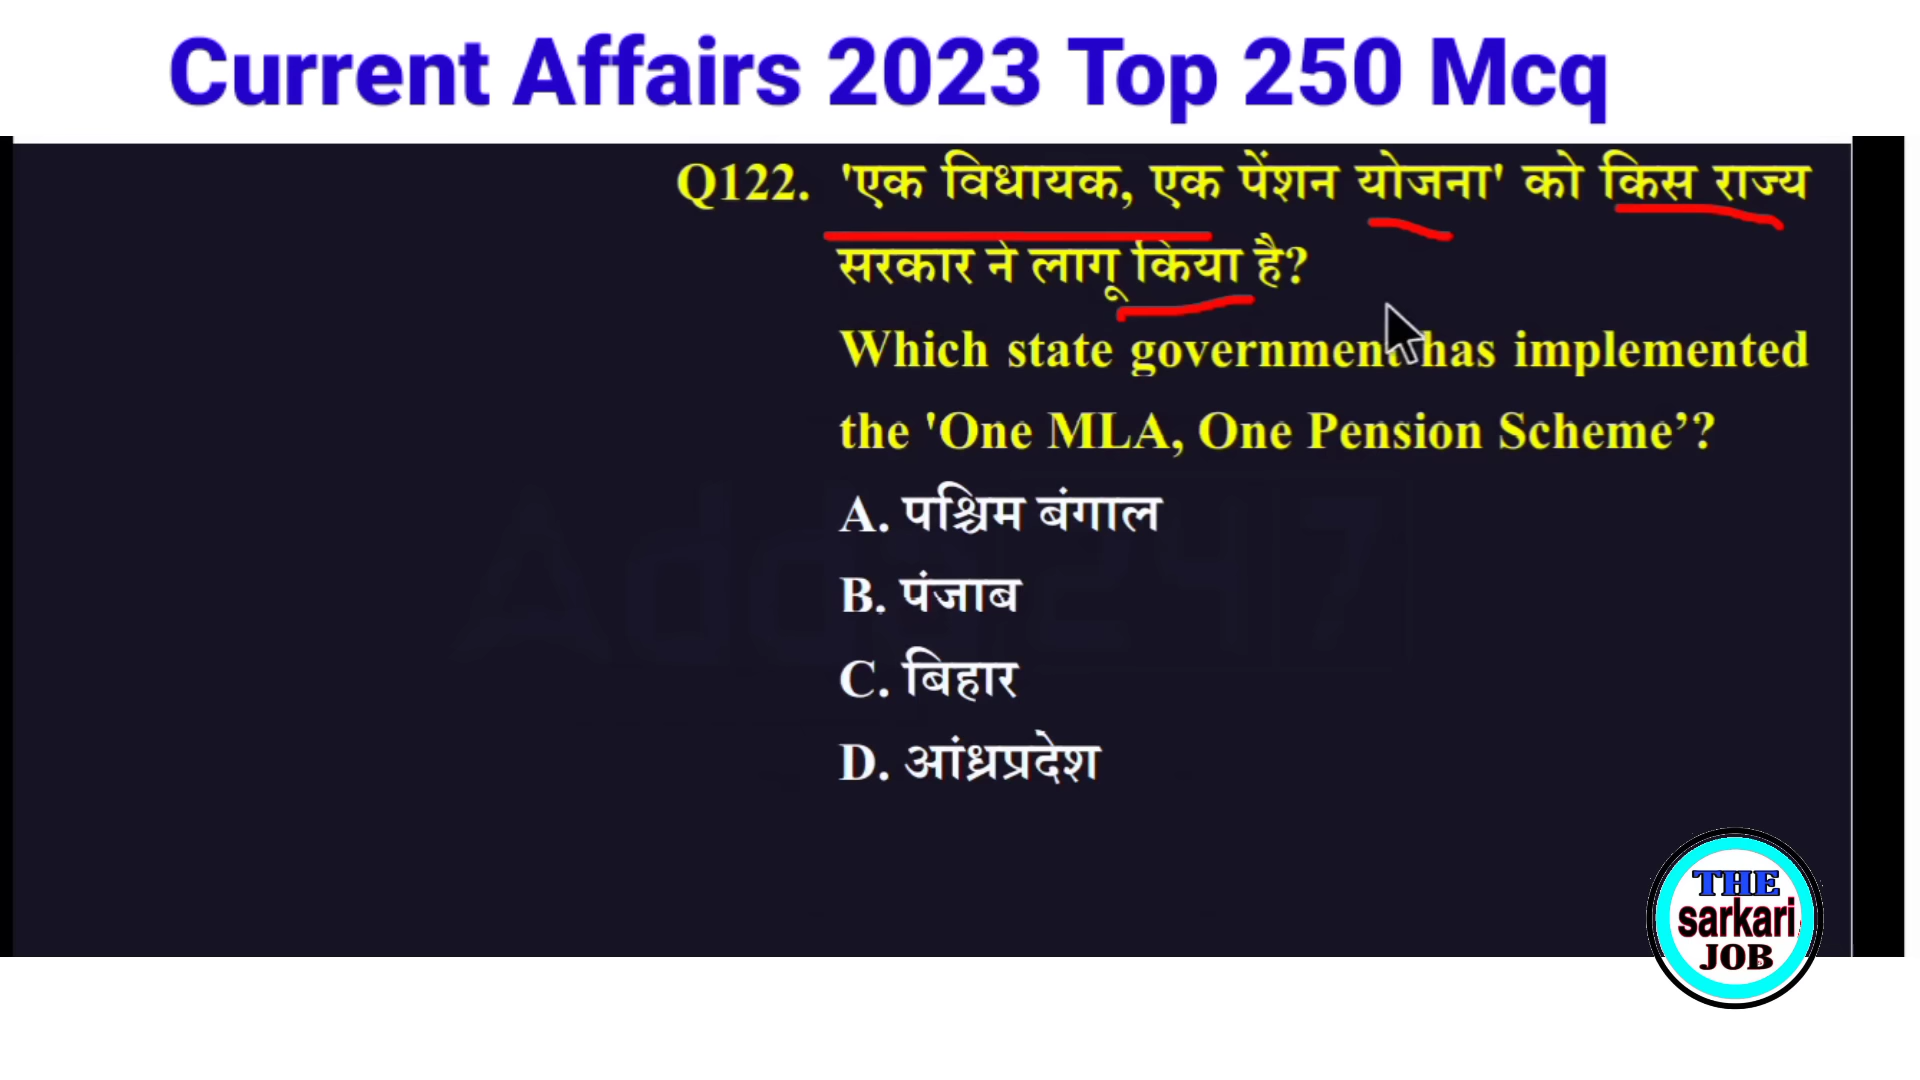 Current Affairs 2023 Top 250 Mcq
Q122. 'एक विधायक, एक पेंशन योजना' को किस राज्य
सरकार ने लागू किया है?
Which state government has implemented
the 'One MLA, One Pension Scheme’?
A. पश्चिम बंगाल
B. पंजाब
C. बिहार
D. आंध्रप्रदेश
Adda247
THE
sarkari
JOB